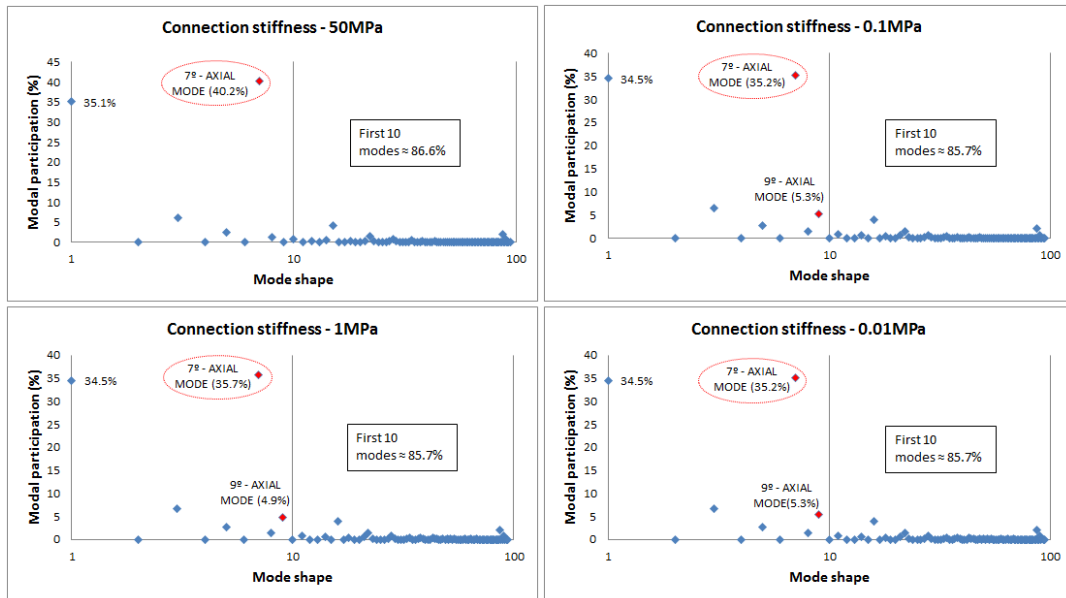 Connection stiffness - 50MPa
Modal participation (%)
45
40
35
30
25
20
15
10
5
0
7º - AXIAL
MODE (40.2%)
35.1%
First 10
modes ≈ 86.6%
1
10
100
Mode shape
Connection stiffness - 0.1MPa
Modal participation (%)
40
35
30
25
20
15
10
5
0
7º - AXIAL
MODE (35.2%)
34.5%
First 10
modes ≈ 85.7%
9º - AXIAL
MODE (5.3%)
1
10
100
Mode shape
Connection stiffness - 1MPa
Modal participation (%)
40
35
30
25
20
15
10
5
0
7º - AXIAL
MODE (35.7%)
34.5%
First 10
modes ≈ 85.7%
9º - AXIAL
MODE (4.9%)
1
10
100
Mode shape
Connection stiffness - 0.01MPa
Modal participation (%)
40
35
30
25
20
15
10
5
0
7º - AXIAL
MODE (35.2%)
34.5%
First 10
modes ≈ 85.7%
9º - AXIAL
MODE(5.3%)
1
10
100
Mode shape